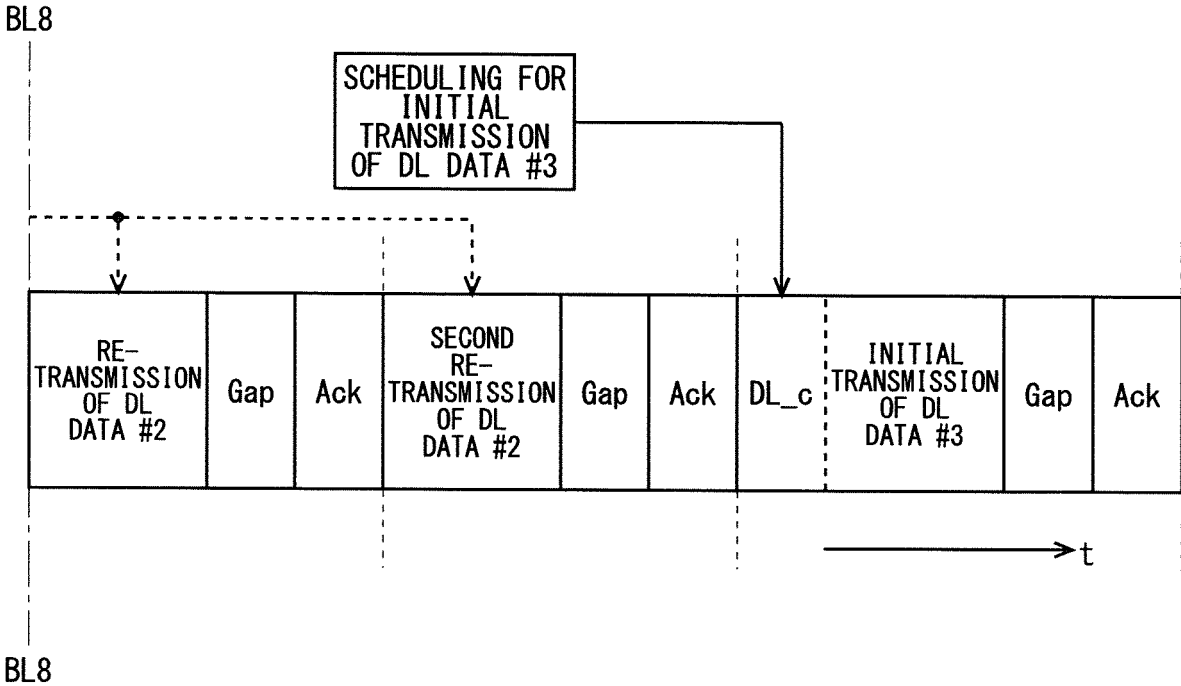 BL8
SCHEDULING FOR
INITIAL
TRANSMISSION
OF DL DATA #3
RE-
TRANSMISSION
OF DL
DATA #2
Gap
Ack
SECOND
RE-
TRANSMISSION
OF DL
DATA #2
Gap
Ack
DL_c
INITIAL
TRANSMISSION
OF DL
DATA #3
Gap
Ack
t
BL8